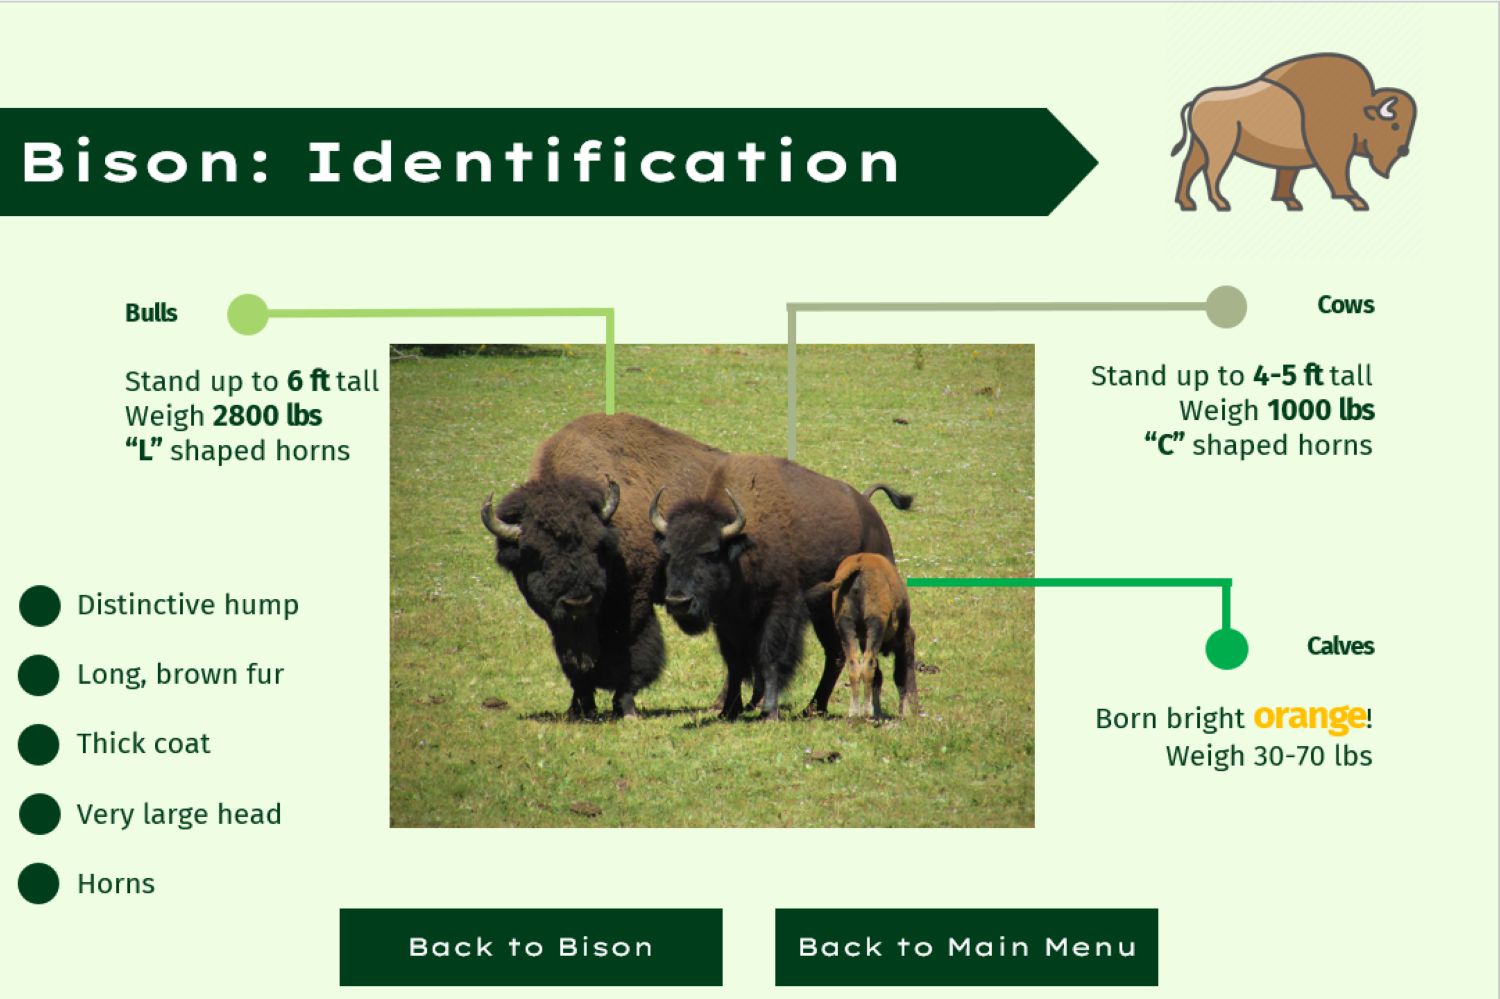 Bison: Identification
Bulls
Stand up to 6 ft tall
Weigh 2800 lbs
“L” shaped horns
Cows
Stand up to 4-5 ft tall
Weigh 1000 lbs
“C” shaped horns
Distinctive hump
Long, brown fur
Thick coat
Very large head
Horns
Calves
Born bright orange!
Weigh 30-70 lbs
Back to Bison
Back to Main Menu